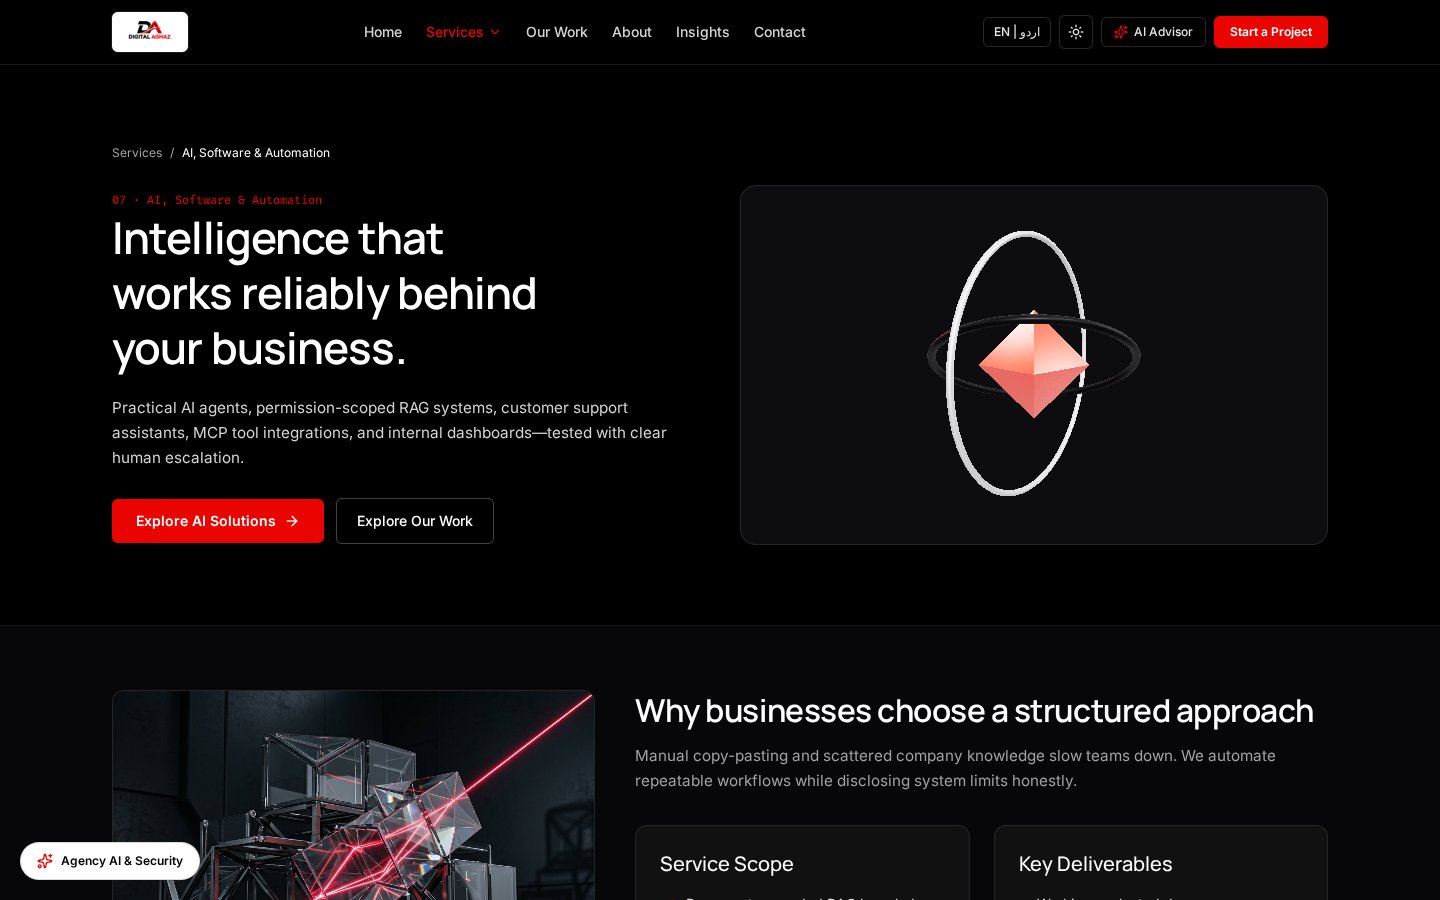 DA
DIGITAL AGHAZ
Home
Services
Our Work
About
Insights
Contact
EN | اردو
AI Advisor
Start a Project
Services / AI, Software & Automation
07 · AI, Software & Automation
Intelligence that
works reliably behind
your business.
Practical AI agents, permission-scoped RAG systems, customer support
assistants, MCP tool integrations, and internal dashboards—tested with clear
human escalation.
Explore AI Solutions
Explore Our Work
Why businesses choose a structured approach
Manual copy-pasting and scattered company knowledge slow teams down. We automate
repeatable workflows while disclosing system limits honestly.
Service Scope
Key Deliverables
Agency AI & Security